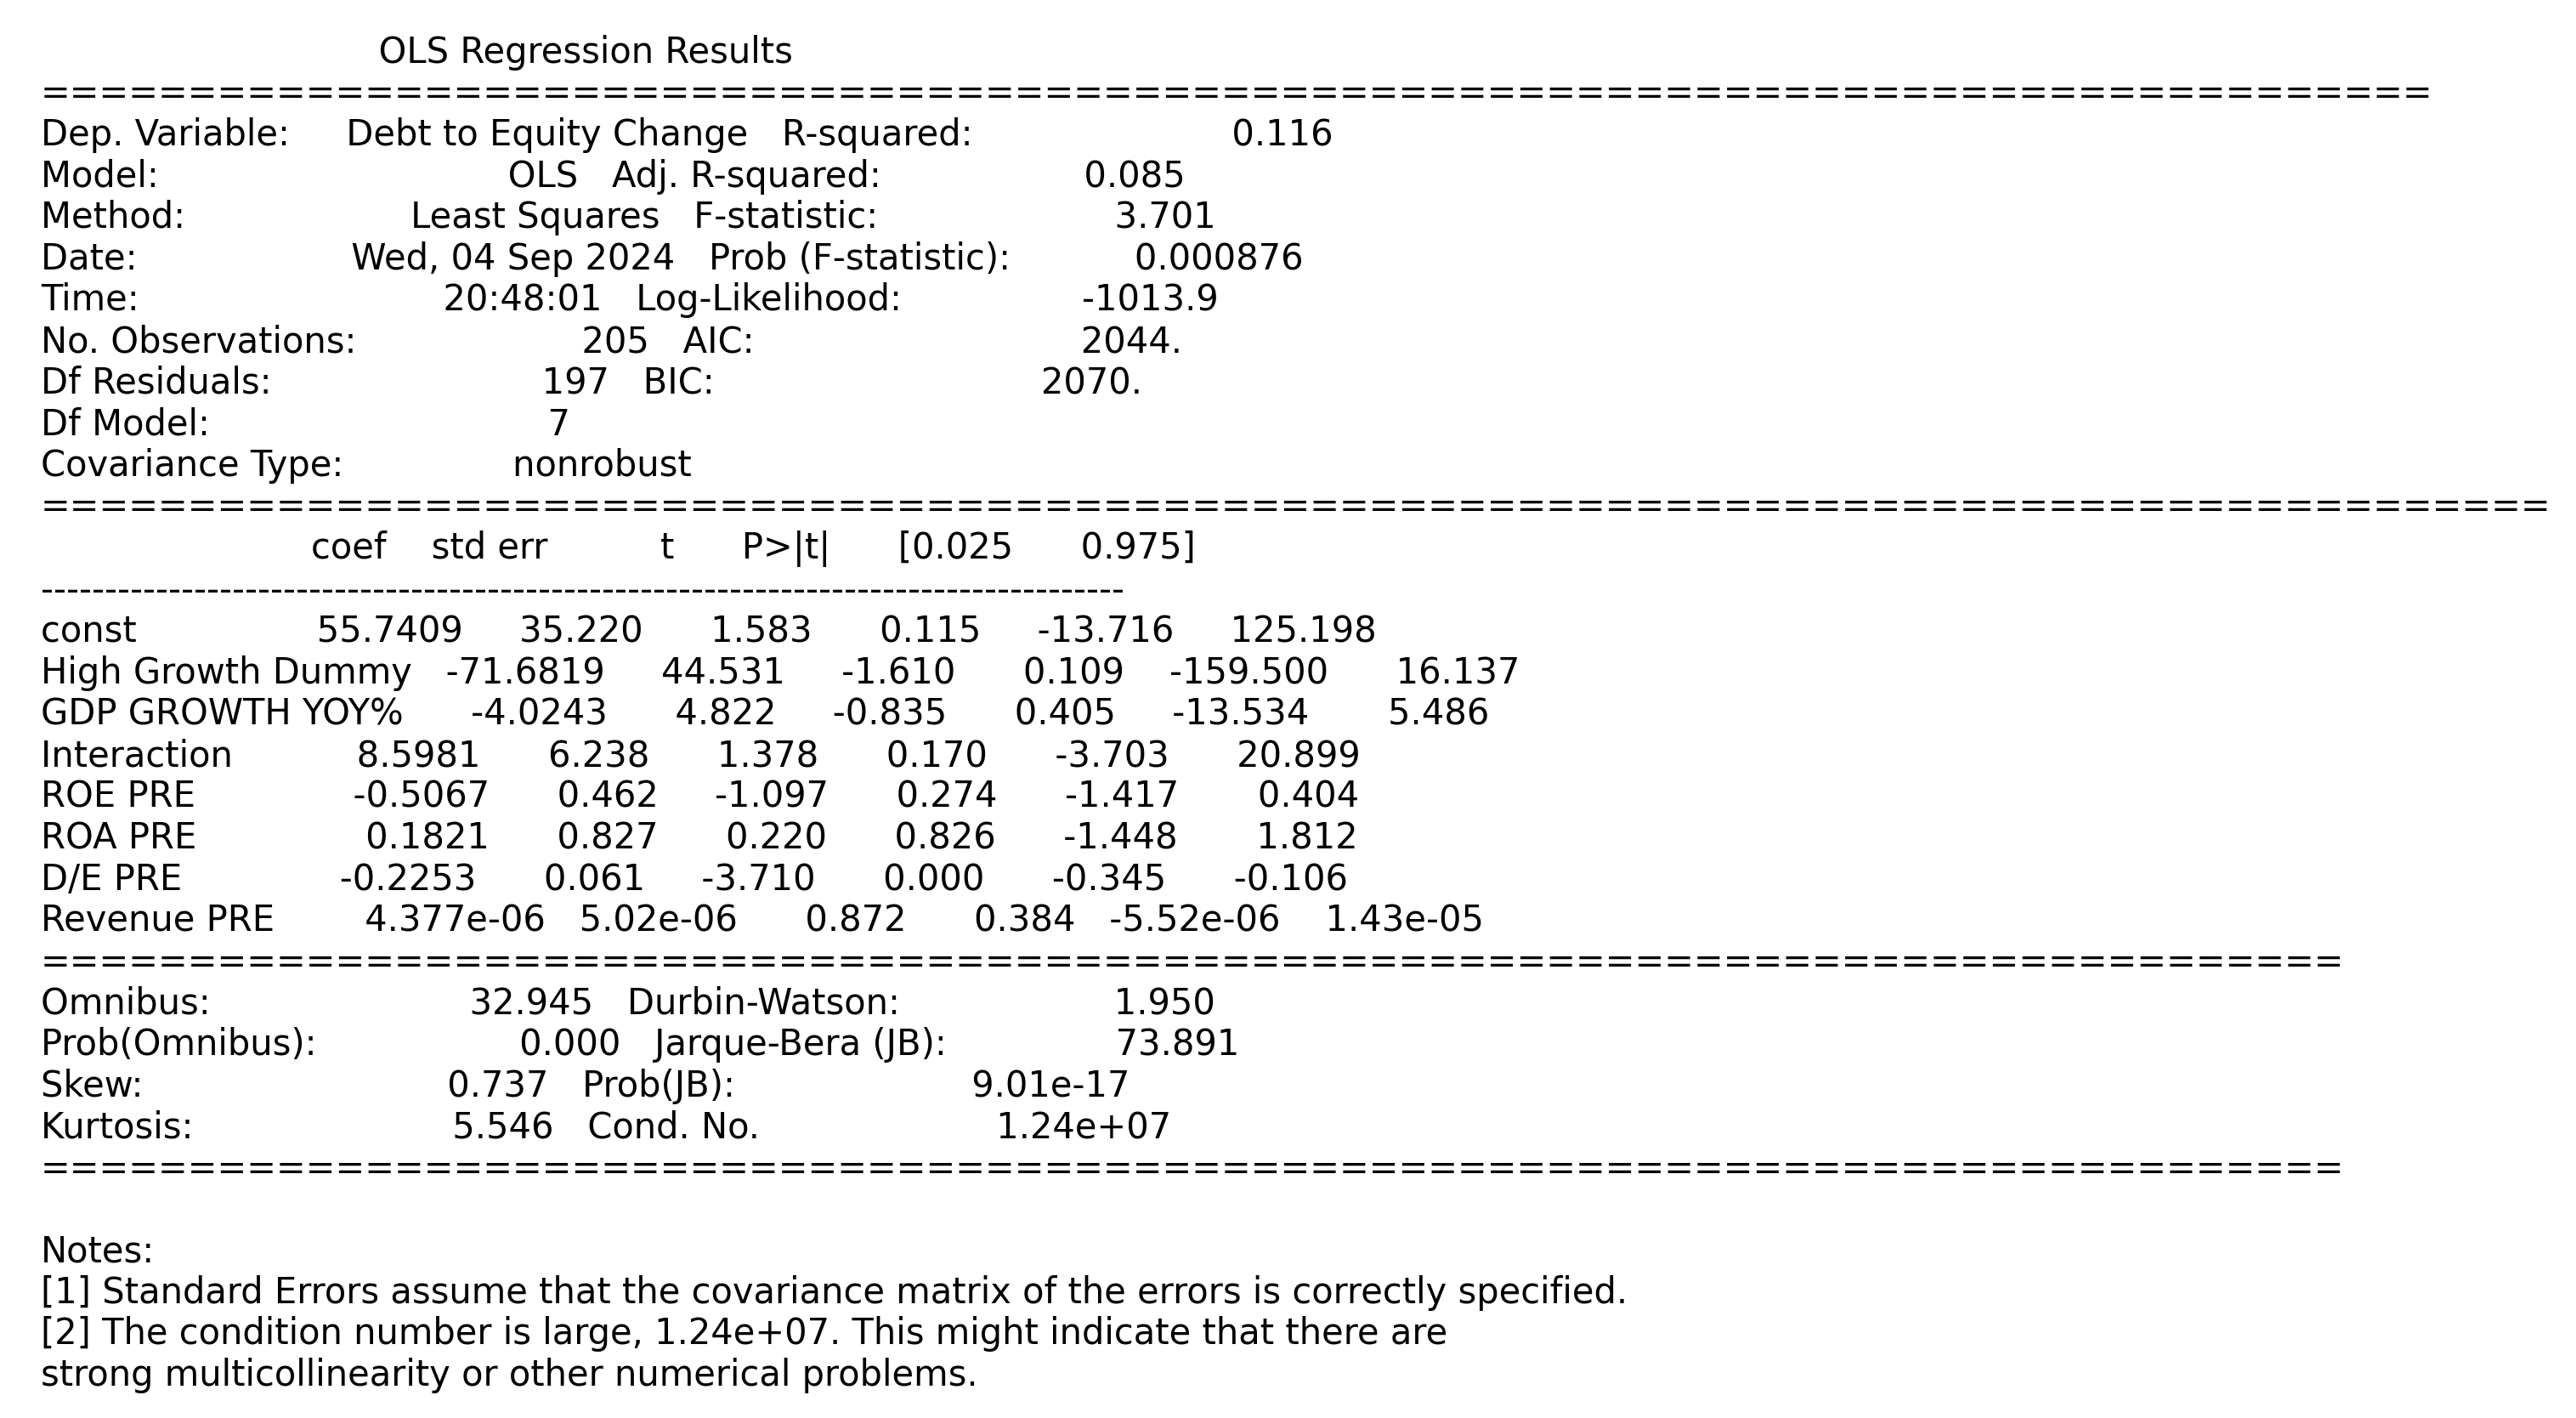 OLS Regression Results
=================================================================================
Dep. Variable:     Debt to Equity Change   R-squared:                       0.116
Model:                               OLS   Adj. R-squared:                  0.085
Method:                    Least Squares   F-statistic:                     3.701
Date:                   Wed, 04 Sep 2024   Prob (F-statistic):           0.000876
Time:                           20:48:01   Log-Likelihood:                -1013.9
No. Observations:                    205   AIC:                             2044.
Df Residuals:                        197   BIC:                             2070.
Df Model:                              7
Covariance Type:               nonrobust
=====================================================================================
coef    std err          t      P>|t|      [0.025      0.975]
-------------------------------------------------------------------------------------
const                55.7409     35.220      1.583      0.115     -13.716     125.198
High Growth Dummy   -71.6819     44.531     -1.610      0.109    -159.500      16.137
GDP GROWTH YOY%      -4.0243      4.822     -0.835      0.405     -13.534       5.486
Interaction           8.5981      6.238      1.378      0.170      -3.703      20.899
ROE PRE              -0.5067      0.462     -1.097      0.274      -1.417       0.404
ROA PRE               0.1821      0.827      0.220      0.826      -1.448       1.812
D/E PRE              -0.2253      0.061     -3.710      0.000      -0.345      -0.106
Revenue PRE        4.377e-06   5.02e-06      0.872      0.384   -5.52e-06    1.43e-05
==============================================================================
Omnibus:                       32.945   Durbin-Watson:                   1.950
Prob(Omnibus):                  0.000   Jarque-Bera (JB):               73.891
Skew:                           0.737   Prob(JB):                     9.01e-17
Kurtosis:                       5.546   Cond. No.                     1.24e+07
==============================================================================
Notes:
[1] Standard Errors assume that the covariance matrix of the errors is correctly specified.
[2] The condition number is large, 1.24e+07. This might indicate that there are
strong multicollinearity or other numerical problems.